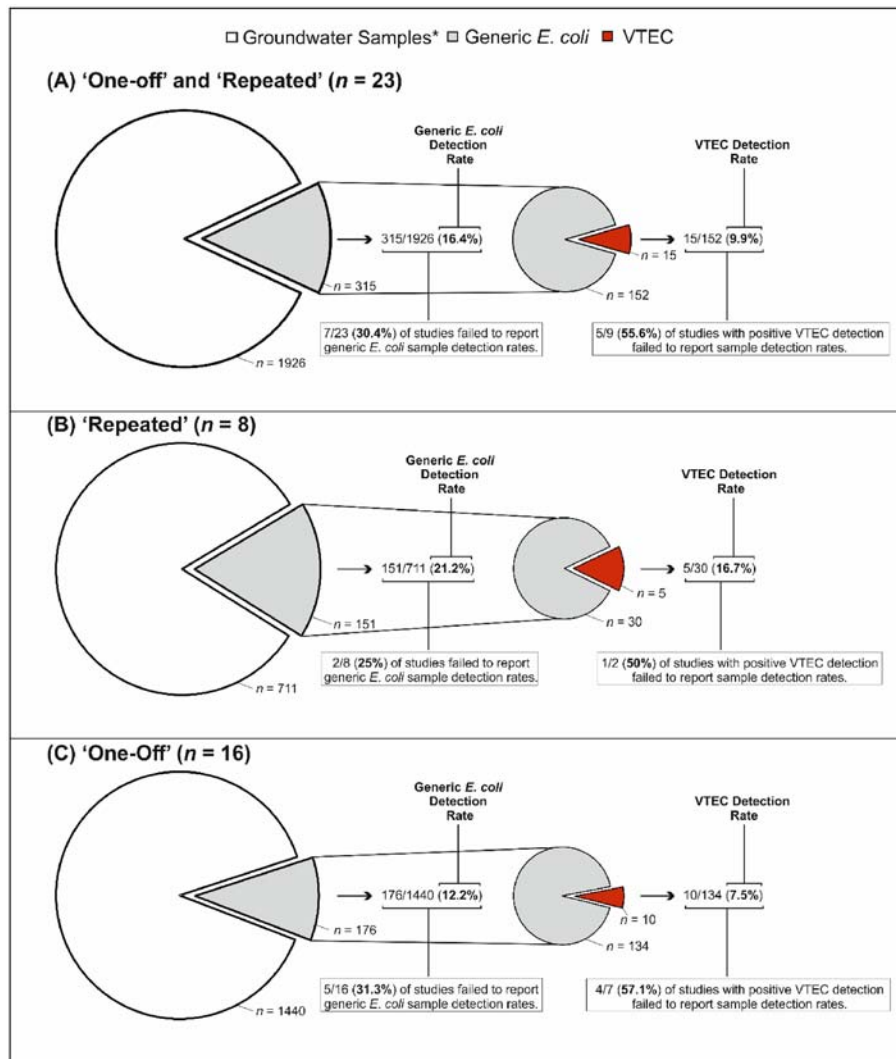 Groundwater Samples* Generic E. coli VTEC
(A) ‘One-off’ and ‘Repeated’ (n = 23)
Generic E. coli
Detection
Rate
VTEC Detection
Rate
315/1926 (16.4%)
15/152 (9.9%)
n = 15
n = 315
n = 152
7/23 (30.4%) of studies failed to report
generic E. coli sample detection rates.
5/9 (55.6%) of studies with positive VTEC detection
failed to report sample detection rates.
n = 1926
(B) ‘Repeated’ (n = 8)
Generic E. coli
Detection
Rate
VTEC Detection
Rate
151/711 (21.2%)
5/30 (16.7%)
n = 5
n = 151
n = 30
2/8 (25%) of studies failed to report
generic E. coli sample detection rates.
1/2 (50%) of studies with positive VTEC detection
failed to report sample detection rates.
n = 711
(C) ‘One-Off’ (n = 16)
Generic E. coli
Detection
Rate
VTEC Detection
Rate
176/1440 (12.2%)
10/134 (7.5%)
n = 10
n = 176
n = 134
5/16 (31.3%) of studies failed to report
generic E. coli sample detection rates.
4/7 (57.1%) of studies with positive VTEC detection
failed to report sample detection rates.
n = 1440